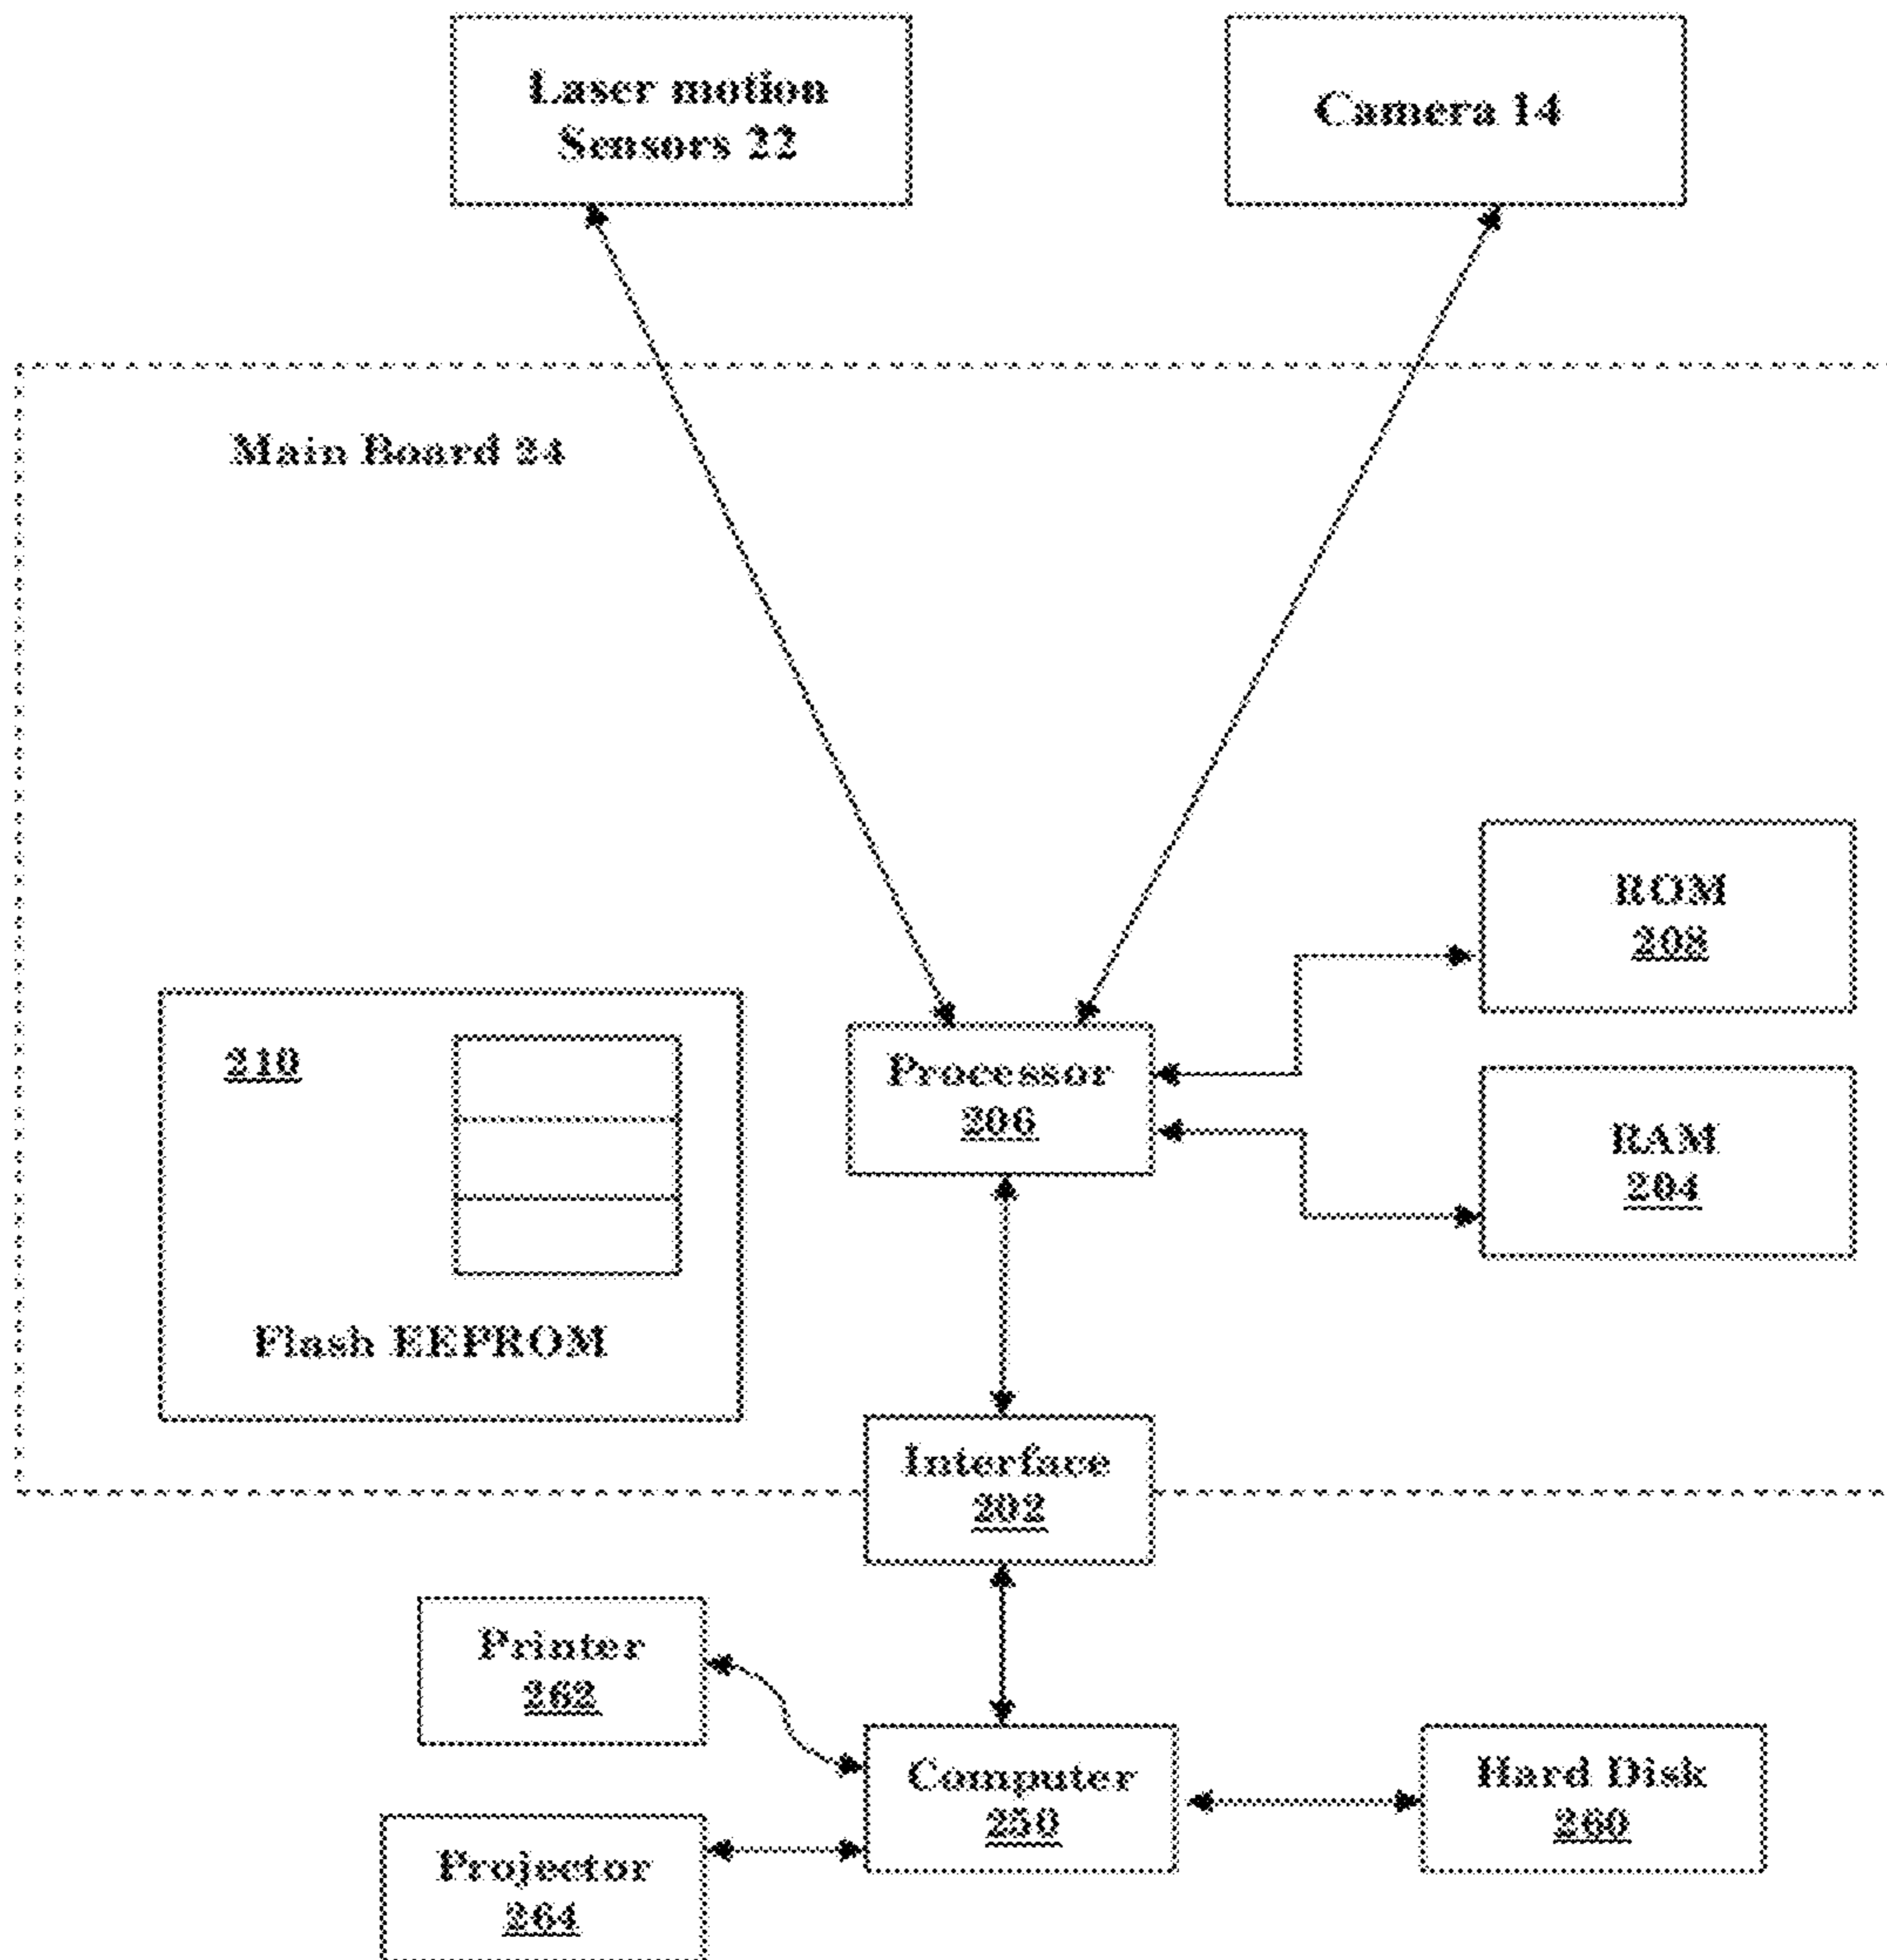 Laser motion
Sensors 22
Camera 14
Main Board 24
ROM
208
210
Processor
206
RAM
204
Flash EEPROM
Interface
202
Printer
262
Computer
250
Hard Disk
260
Projector
264